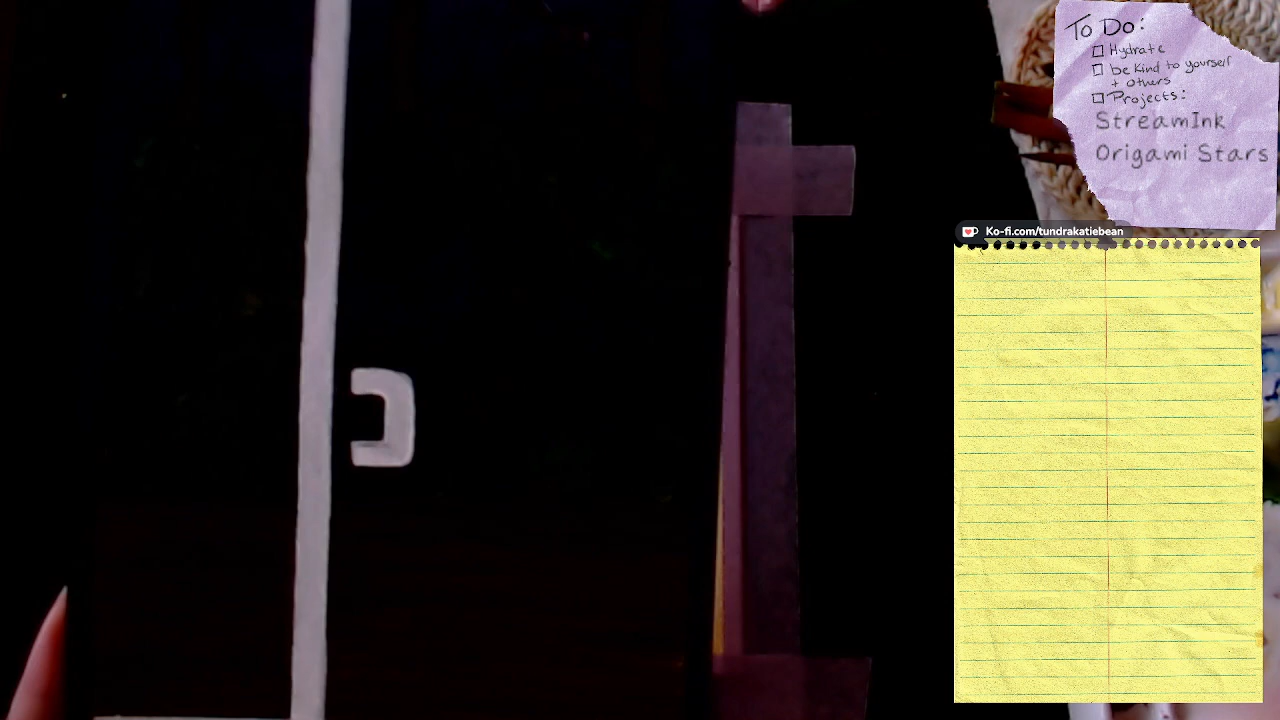 To Do:
Hydrate
be kind to yourself
+ others
Projects:
StreamInk
Origami Stars
Ko-fi.com/tundrakatiebean